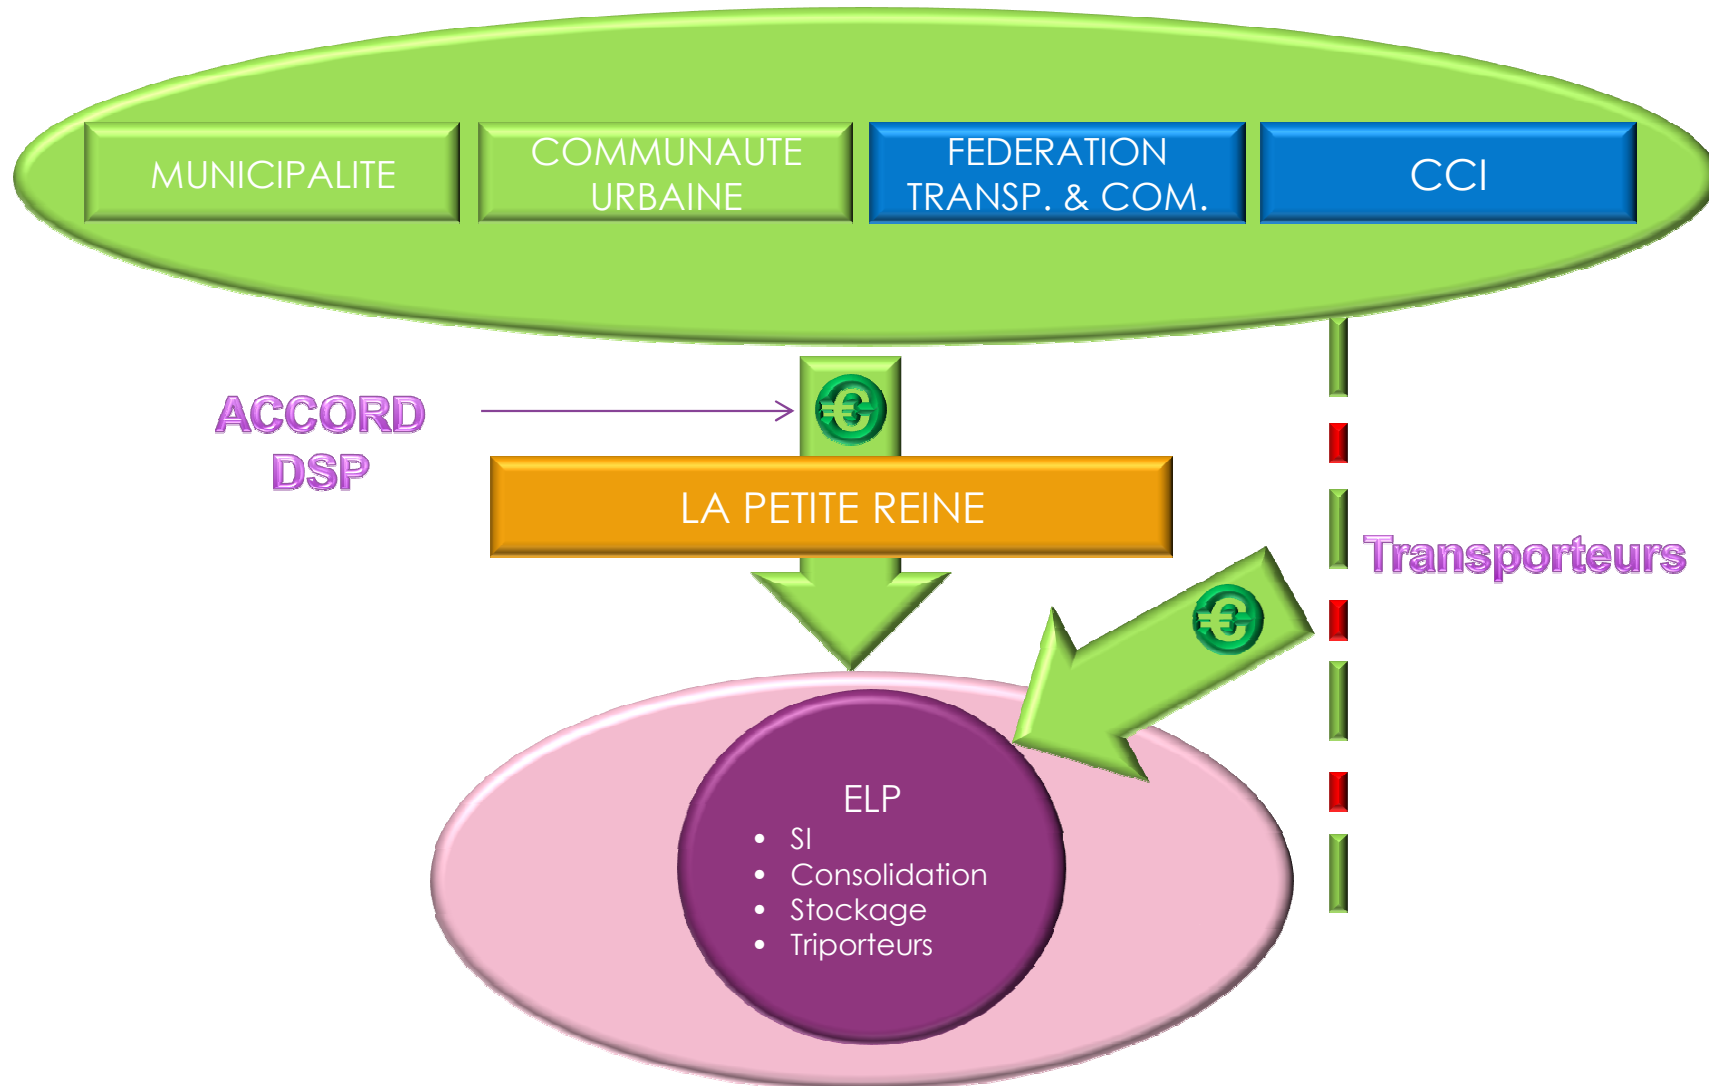 MUNICIPALITE
COMMUNAUTE
URBAINE
FEDERATION
TRANSP. & COM.
CCI
€
ACCORD
DSP
LA PETITE REINE
Transporteurs
€
ELP
• SI
• Consolidation
• Stockage
• Triporteurs